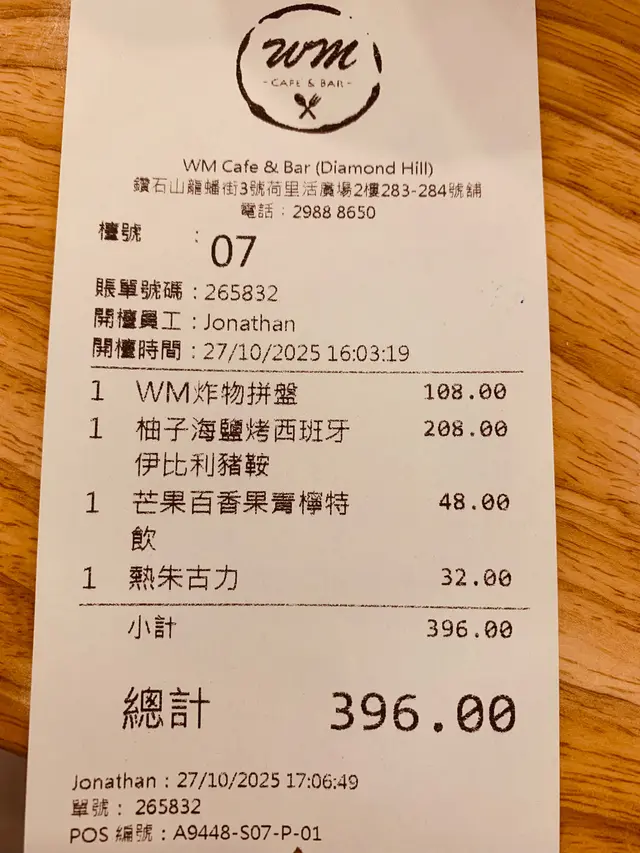 WM
- CAFE & BAR -
WM Cafe & Bar (Diamond Hill)
鑽石山龍蟠街3號荷里活廣場2樓283-284號舖
電話：2988 8650
檯號 : 07
賬單號碼：265832
開檯員工：Jonathan
開檯時間：27/10/2025 16:03:19
1 WM炸物拼盤 108.00
1 柚子海鹽烤西班牙 208.00
伊比利豬鞍
1 芒果百香果青檸特 48.00
飲
1 熱朱古力 32.00
小計 396.00
總計 396.00
Jonathan：27/10/2025 17:06:49
單號： 265832
POS 編號：A9448-S07-P-01